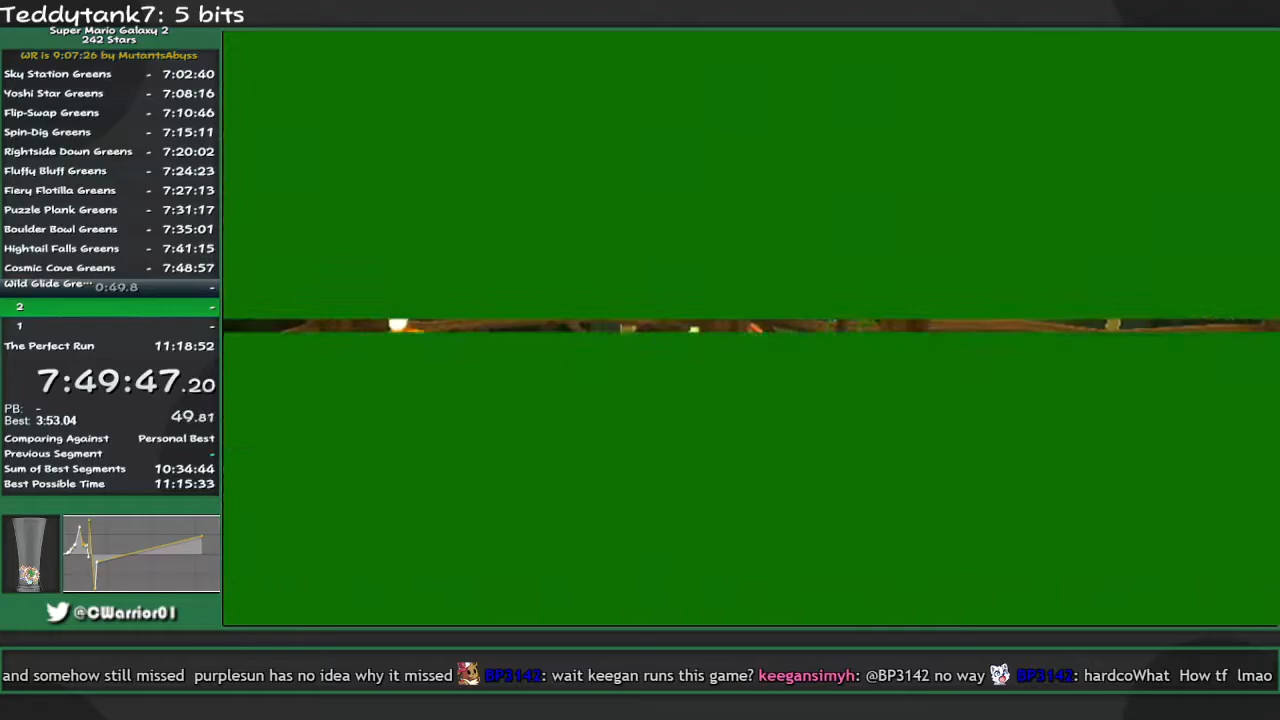 Teddytank7: 5 bits
Super Mario Galaxy 2
242 Stars
WR is 9:07:26 by MutantsAbyss
Sky Station Greens - 7:02:40
Yoshi Star Greens - 7:08:16
Flip-Swap Greens - 7:10:46
Spin-Dig Greens - 7:15:11
Rightside Down Greens - 7:20:02
Fluffy Bluff Greens - 7:24:23
Fiery Flotilla Greens - 7:27:13
Puzzle Plank Greens - 7:31:17
Boulder Bowl Greens - 7:35:01
Hightail Falls Greens - 7:41:15
Cosmic Cove Greens - 7:48:57
Wild Glide Gre... 0:49.8 -
2 -
1 -
The Perfect Run 11:18:52
7:49:47.20
PB: -
Best: 3:53.04 49.81
Comparing Against Personal Best
Previous Segment -
Sum of Best Segments 10:34:44
Best Possible Time 11:15:33
@CWarrior01
and somehow still missed purplesun has no idea why it missed BP3142: wait keegan runs this game? keegansimyh: @BP3142 no way BP3142: hardcoWhat How tf lmao